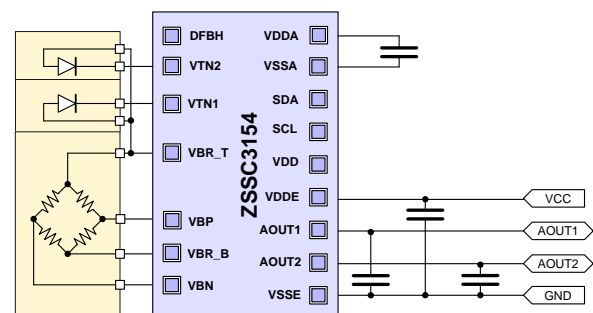 DFBH
VTN2
VTN1
VBR_T
VBP
VBR_B
VBN
ZSSC3154
VDDA
VSSA
SDA
SCL
VDD
VDDE
AOUT1
AOUT2
VSSE
VCC
AOUT1
AOUT2
GND